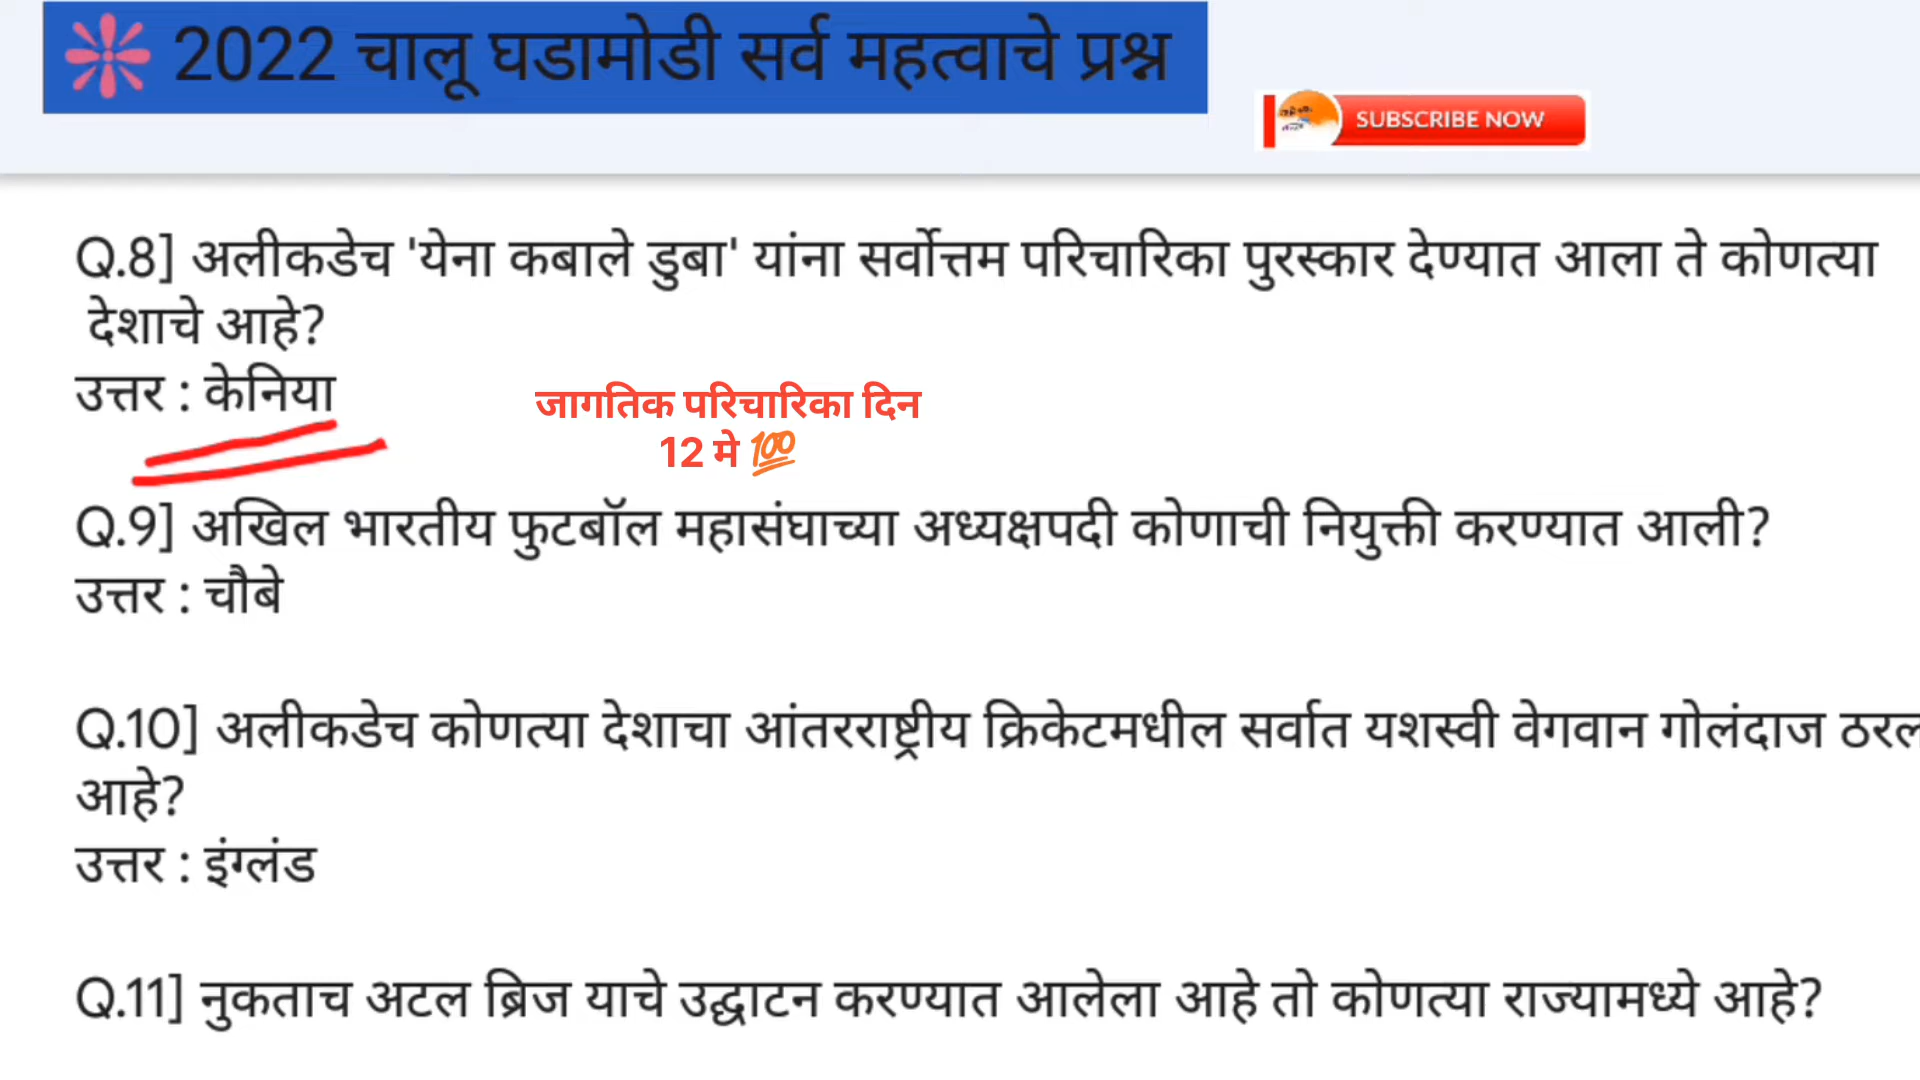 2022 चालू घडामोडी सर्व महत्वाचे प्रश्न
SUBSCRIBE NOW
Q.8] अलीकडेच 'येना कबाले डुबा' यांना सर्वोत्तम परिचारिका पुरस्कार देण्यात आला ते कोणत्या
देशाचे आहे?
उत्तर : केनिया
जागतिक परिचारिका दिन
12 मे 💯
Q.9] अखिल भारतीय फुटबॉल महासंघाच्या अध्यक्षपदी कोणाची नियुक्ती करण्यात आली?
उत्तर : चौबे
Q.10] अलीकडेच कोणत्या देशाचा आंतरराष्ट्रीय क्रिकेटमधील सर्वात यशस्वी वेगवान गोलंदाज ठरल
आहे?
उत्तर : इंग्लंड
Q.11] नुकताच अटल ब्रिज याचे उद्घाटन करण्यात आलेला आहे तो कोणत्या राज्यामध्ये आहे?